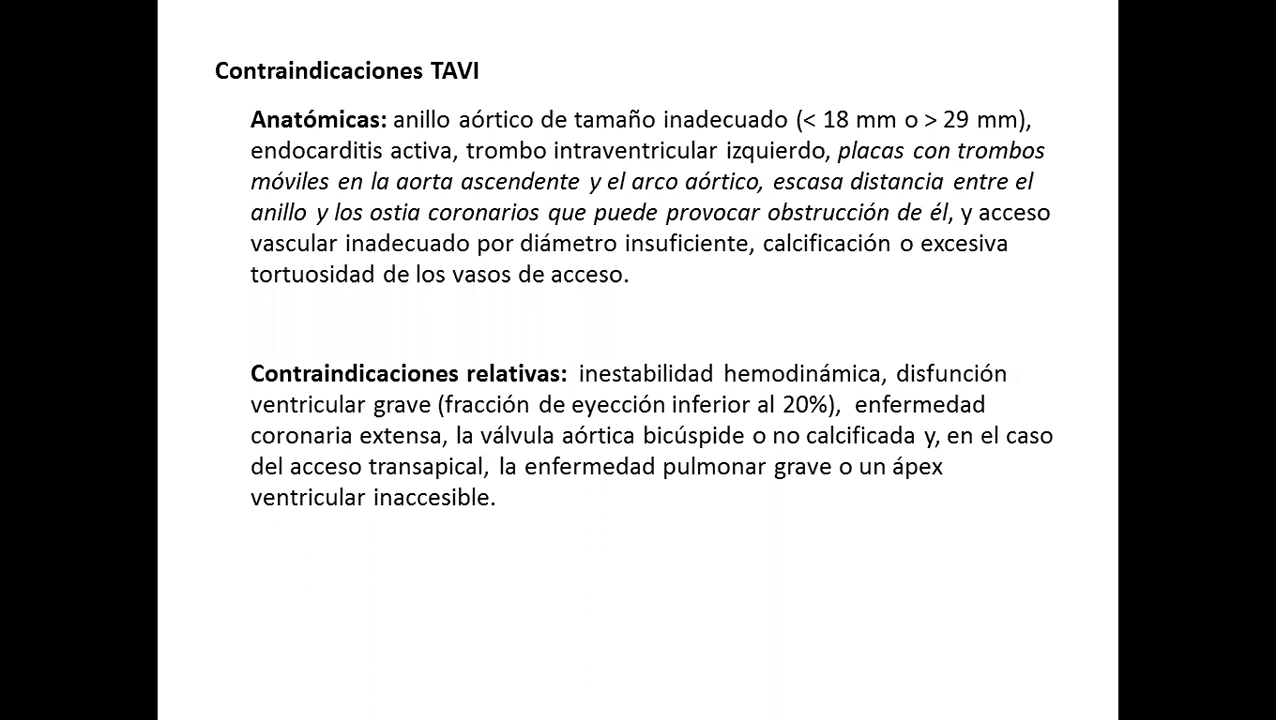 Contraindicaciones TAVI
Anatómicas: anillo aórtico de tamaño inadecuado (< 18 mm o > 29 mm),
endocarditis activa, trombo intraventricular izquierdo, placas con trombos
móviles en la aorta ascendente y el arco aórtico, escasa distancia entre el
anillo y los ostia coronarios que puede provocar obstrucción de él, y acceso
vascular inadecuado por diámetro insuficiente, calcificación o excesiva
tortuosidad de los vasos de acceso.
Contraindicaciones relativas: inestabilidad hemodinámica, disfunción
ventricular grave (fracción de eyección inferior al 20%), enfermedad
coronaria extensa, la válvula aórtica bicúspide o no calcificada y, en el caso
del acceso transapical, la enfermedad pulmonar grave o un ápex
ventricular inaccesible.